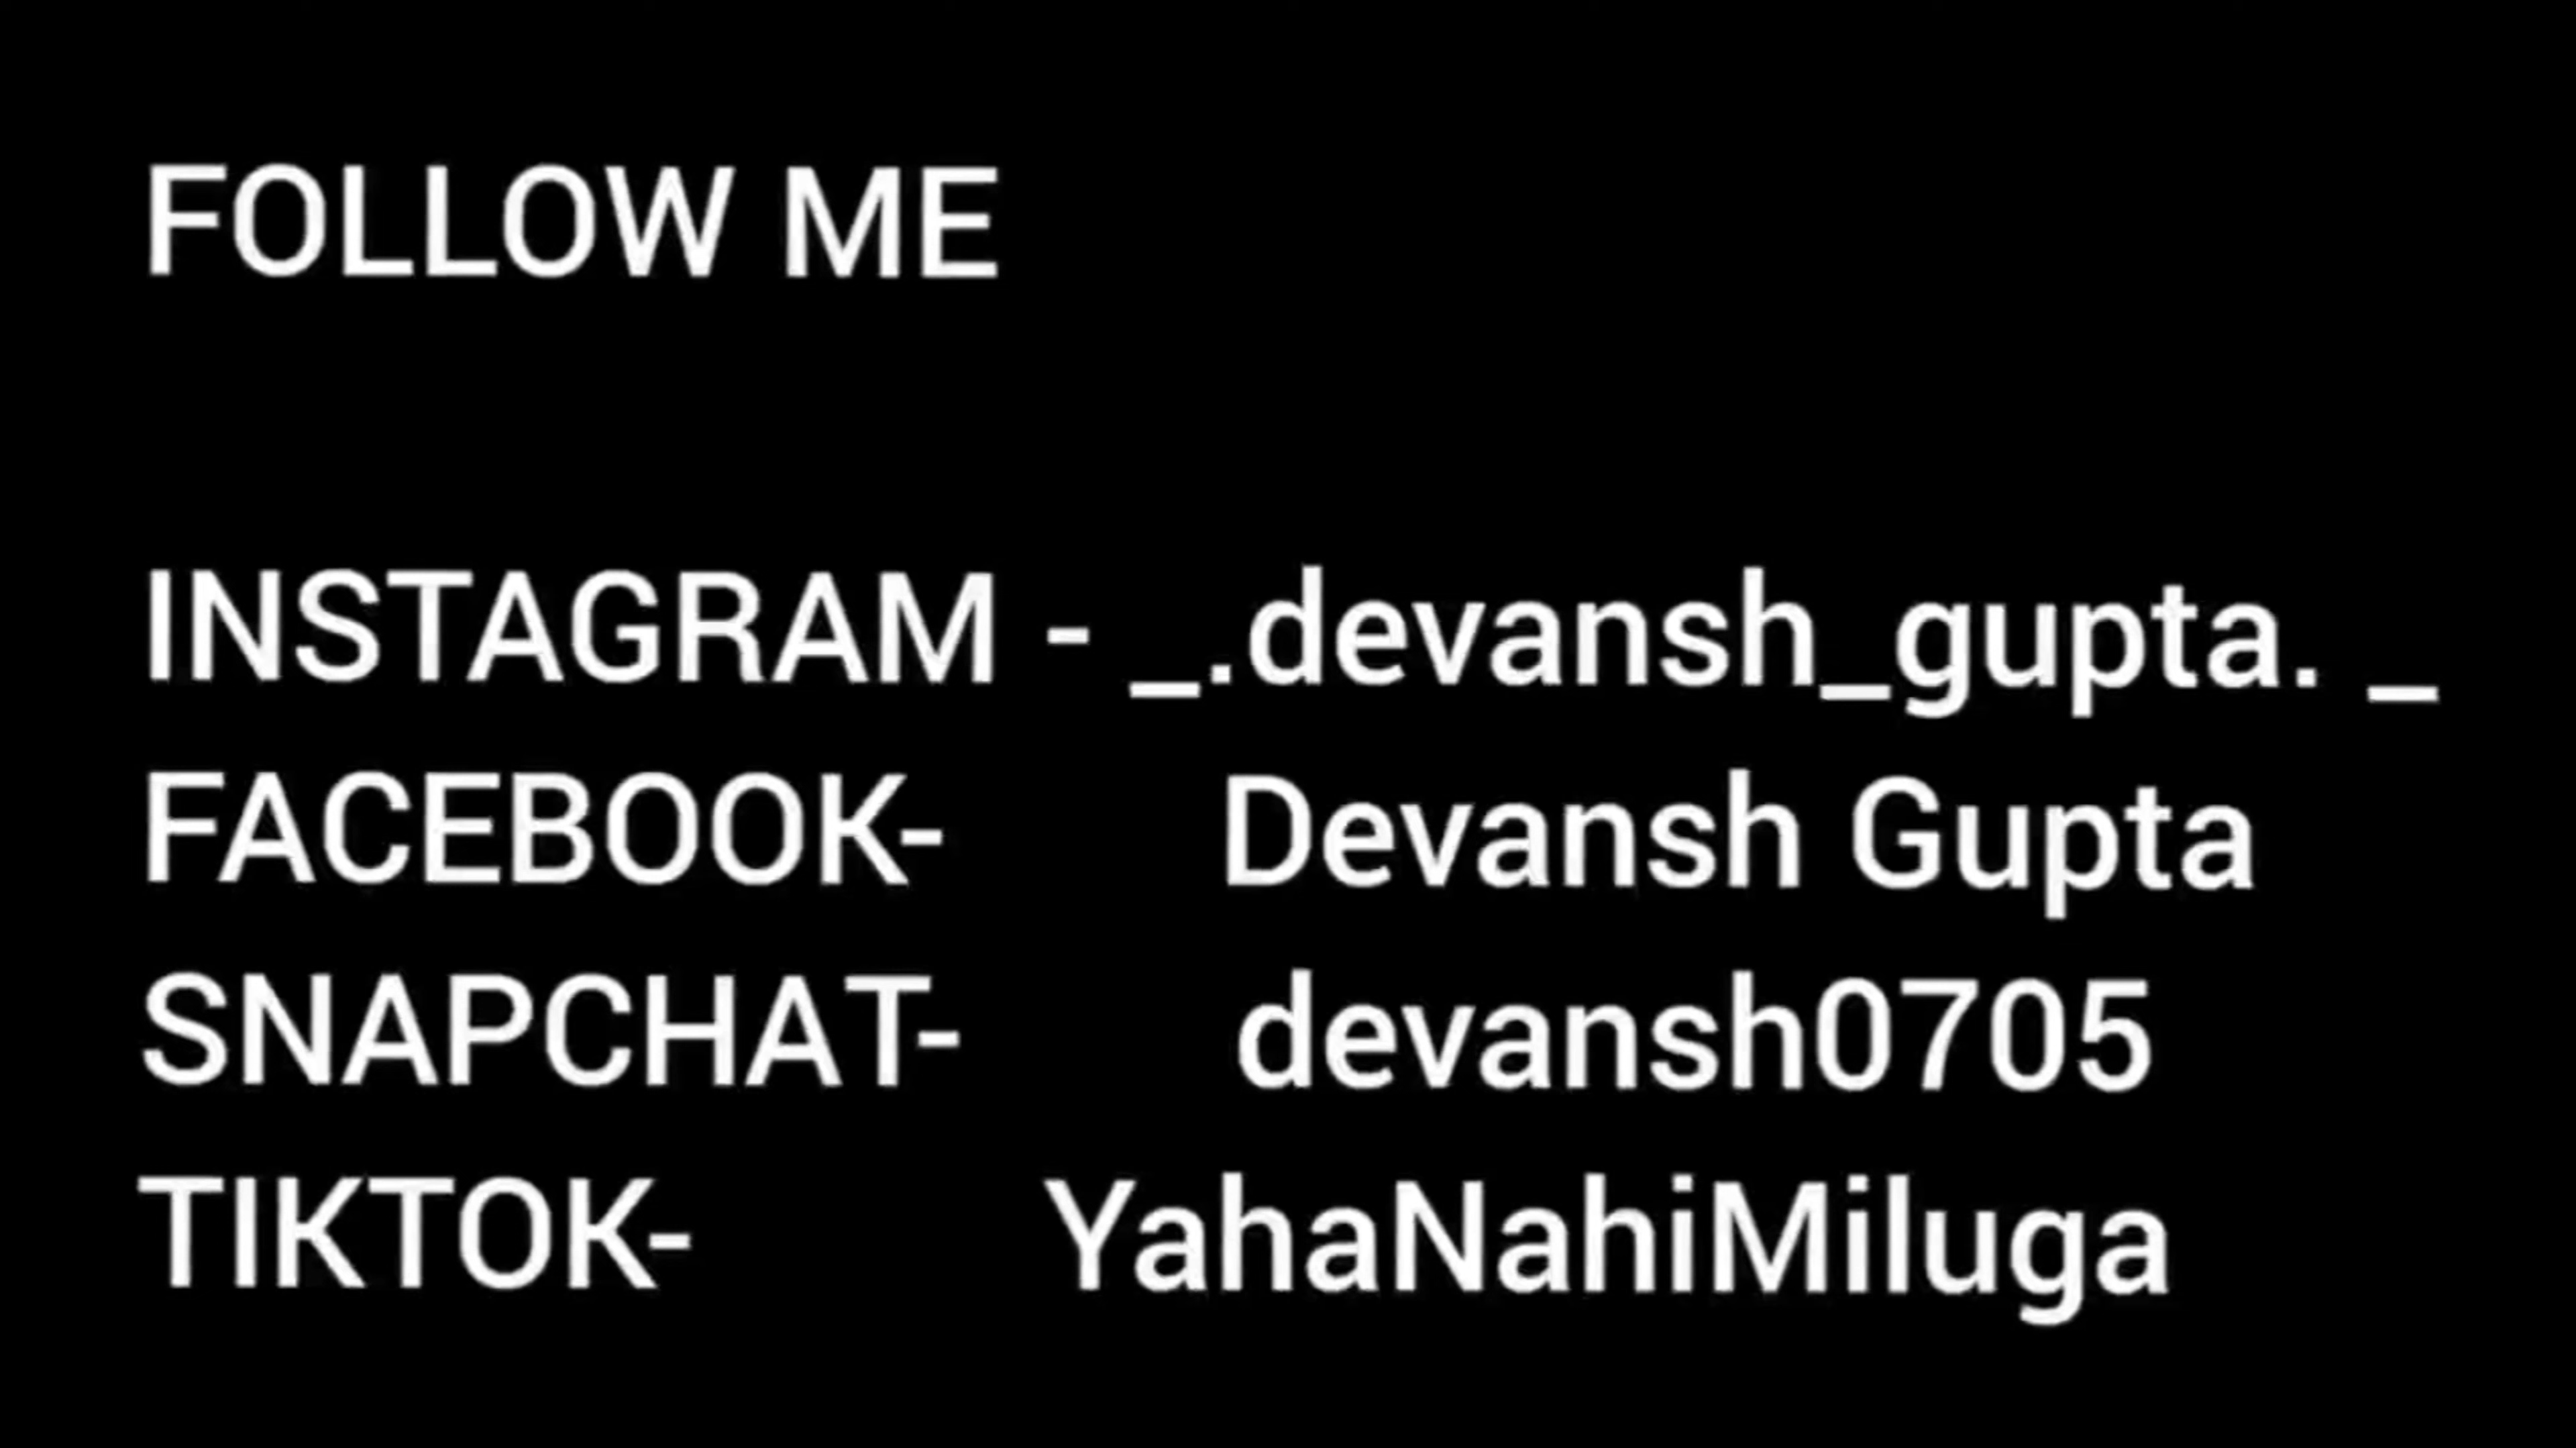 FOLLOW ME
INSTAGRAM - _.devansh_gupta. _
FACEBOOK- Devansh Gupta
SNAPCHAT- devansh0705
TIKTOK- YahaNahiMiluga